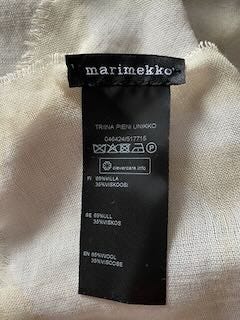 marimekko
TRIINA PIENI UNIKKO
046424/517715
clevercare.info
FI 65%VILLA
35%VISKOOSI
SE 65%ULL
35%VISKOS
EN 65%WOOL
35%VISCOSE